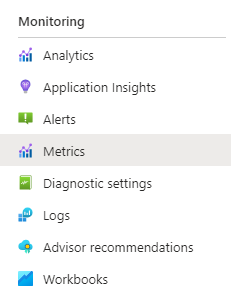 Monitoring
Analytics
Application Insights
Alerts
Metrics
Diagnostic settings
Logs
Advisor recommendations
Workbooks